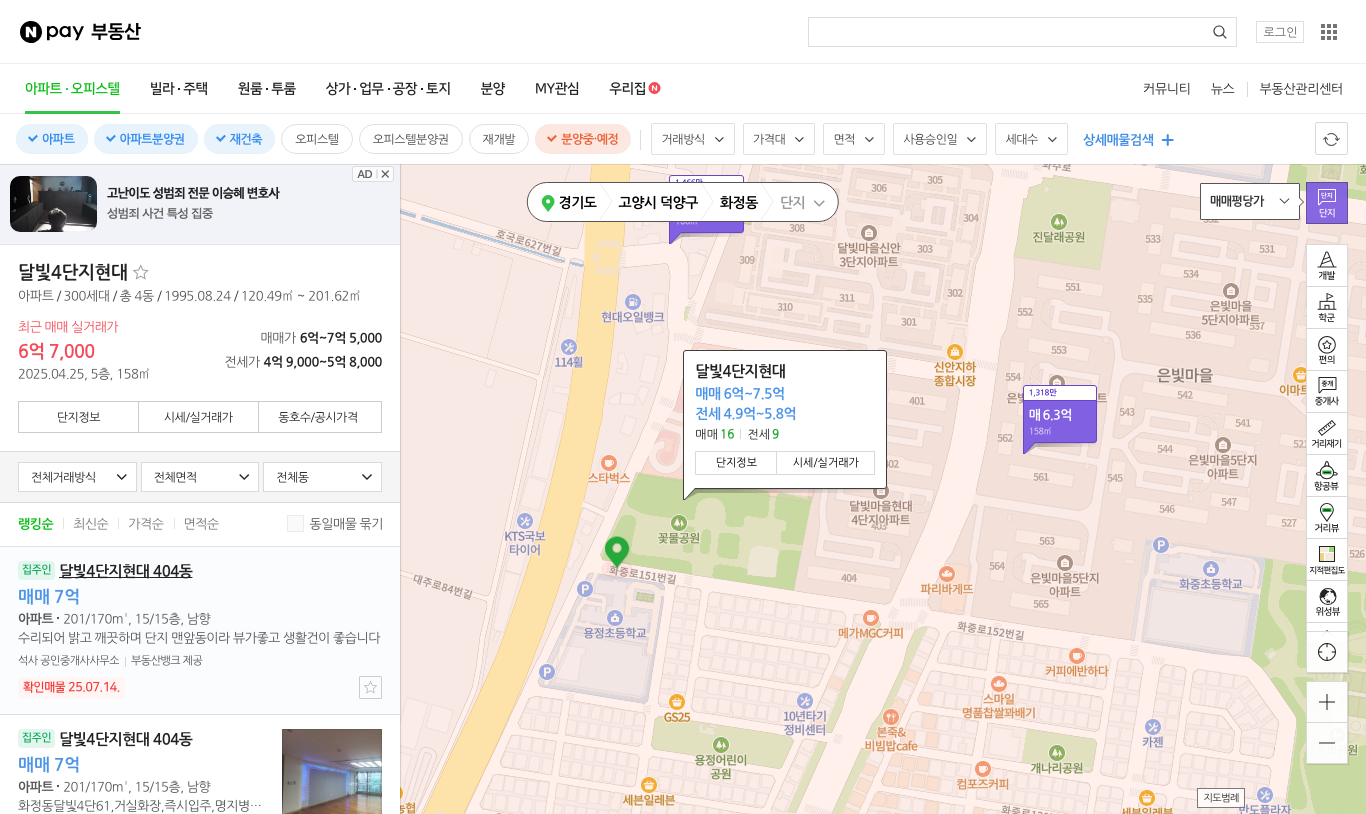 N pay 부동산
로그인
아파트·오피스텔
빌라·주택
원룸·투룸
상가·업무·공장·토지
분양
MY관심
우리집 N
커뮤니티
뉴스
부동산관리센터
아파트
아파트분양권
재건축
오피스텔
오피스텔분양권
재개발
분양중·예정
거래방식
가격대
면적
사용승인일
세대수
상세매물검색
AD
고난이도 성범죄 전문 이승혜 변호사
성범죄 사건 특성 집중
달빛4단지현대
아파트 / 300세대 / 총 4동 / 1995.08.24 / 120.49㎡ ~ 201.62㎡
최근 매매 실거래가
6억 7,000
2025.04.25, 5층, 158㎡
매매가 6억~7억 5,000
전세가 4억 9,000~5억 8,000
단지정보
시세/실거래가
동호수/공시가격
전체거래방식
전체면적
전체동
랭킹순
최신순
가격순
면적순
동일매물 묶기
집주인 달빛4단지현대 404동
매매 7억
아파트 · 201/170㎡, 15/15층, 남향
수리되어 밝고 깨끗하며 단지 맨앞동이라 뷰가좋고 생활건이 좋습니다
석사 공인중개사사무소
부동산뱅크 제공
확인매물 25.07.14.
집주인 달빛4단지현대 404동
매매 7억
아파트 · 201/170㎡, 15/15층, 남향
화정동달빛4단61,거실화장,즉시입주,명지병…
경기도
고양시 덕양구
화정동
단지
매매평당가
단지
단지
개발
학군
편의
중개
중개사
거리재기
항공뷰
거리뷰
지적편집도
위성뷰
지도범례
호국로627번길
현대오일뱅크
114휠
308
306
309
달빛마을신안
3단지아파트
304
303
302
310
311
301
진달래공원
533
532
531
534
551
535
은빛마을
5단지아파트
552
536
537
553
554
신안지하
종합시장
은빛마을
이마트
달빛4단지현대
매매 6억~7.5억
전세 4.9억~5.8억
매매 16
전세 9
단지정보
시세/실거래가
1,318만
매 6.3억
158㎡
562
은빛마을5단지
아파트
561
541
545
546
547
527
스타벅스
KTS국보
타이어
꽃물공원
달빛마을현대
4단지아파트
403
404
화중로151번길
대주로84번길
563
은빛마을5단지
아파트
564
565
526
파리바게뜨
화중초등학교
용정초등학교
메가MGC커피
화중로152번길
커피에반하다
스마일
명품찹쌀꽈배기
GS25
10년타기
정비센터
본죽&
비빔밥cafe
카젠
용정어린이
공원
개나리공원
컴포즈커피
세븐일레븐
세븐일레븐
반도플라자
농협